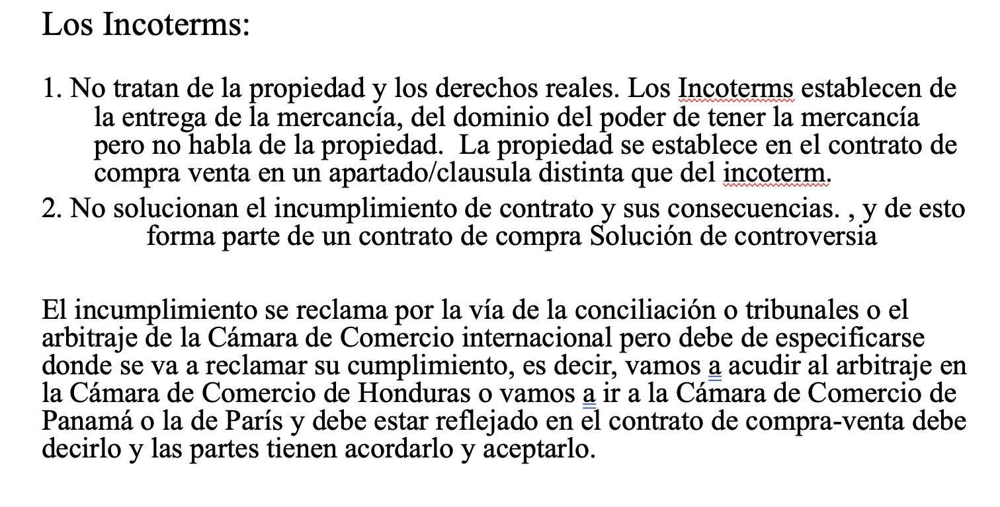 Los Incoterms:
1. No tratan de la propiedad y los derechos reales. Los Incoterms establecen de
la entrega de la mercancía, del dominio del poder de tener la mercancía
pero no habla de la propiedad.  La propiedad se establece en el contrato de
compra venta en un apartado/clausula distinta que del incoterm.
2. No solucionan el incumplimiento de contrato y sus consecuencias. , y de esto
forma parte de un contrato de compra Solución de controversia
El incumplimiento se reclama por la vía de la conciliación o tribunales o el
arbitraje de la Cámara de Comercio internacional pero debe de especificarse
donde se va a reclamar su cumplimiento, es decir, vamos a acudir al arbitraje en
la Cámara de Comercio de Honduras o vamos a ir a la Cámara de Comercio de
Panamá o la de París y debe estar reflejado en el contrato de compra-venta debe
decirlo y las partes tienen acordarlo y aceptarlo.